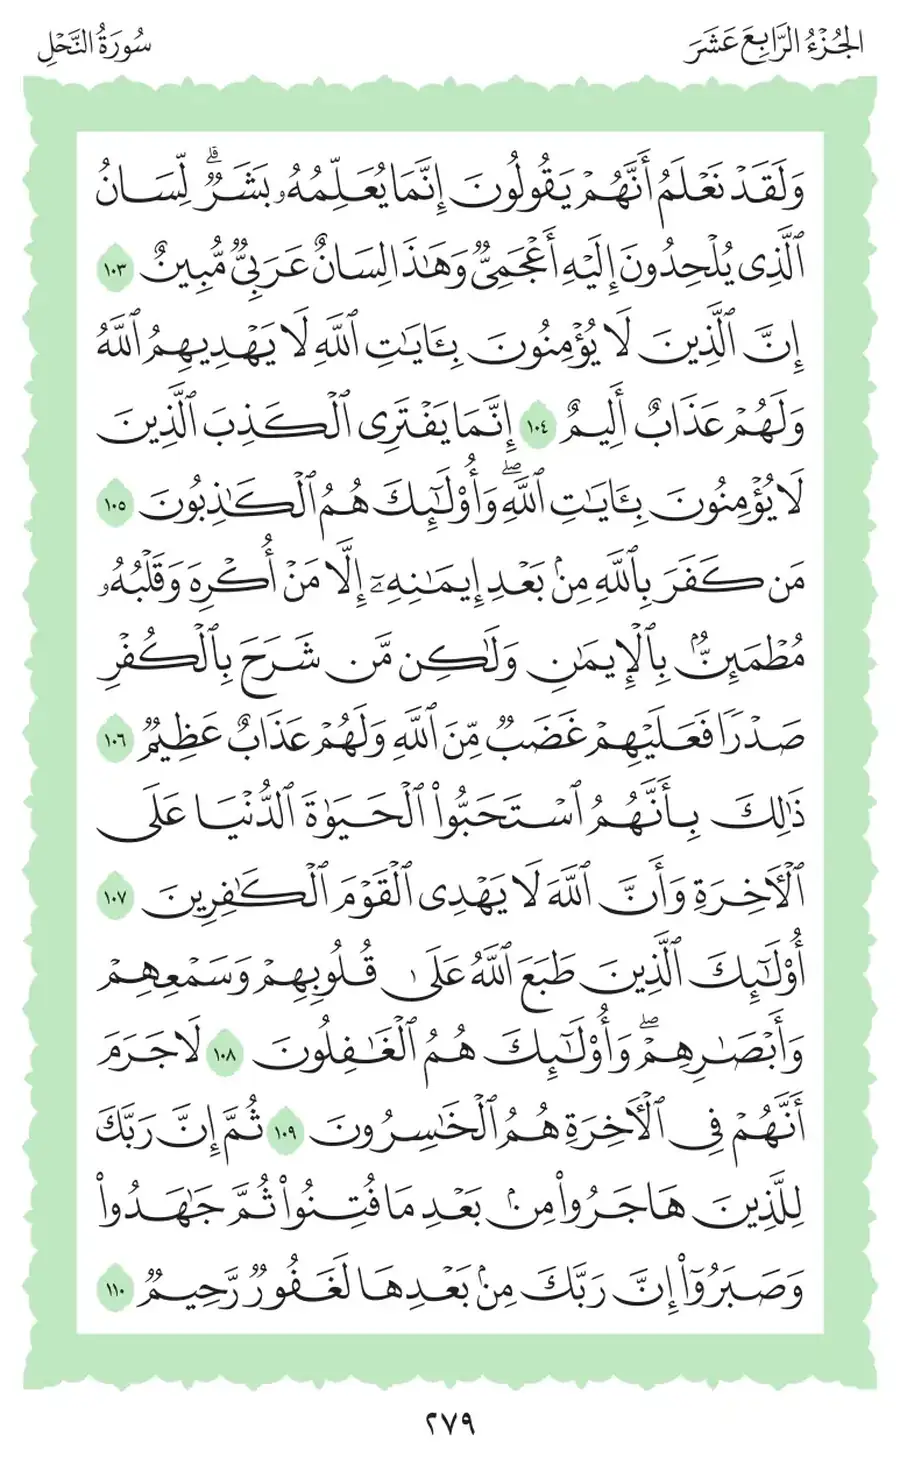 الجُزْءُ الرَّابِعَ عَشَرَ
سُورَةُ النَّحْلِ
وَلَقَدْ نَعْلَمُ أَنَّهُمْ يَقُولُونَ إِنَّمَا يُعَلِّمُهُۥ بَشَرٌۗ لِّسَانُ
ٱلَّذِى يُلْحِدُونَ إِلَيْهِ أَعْجَمِىٌّ وَهَٰذَا لِسَانٌ عَرَبِىٌّ مُّبِينٌ ١٠٣
إِنَّ ٱلَّذِينَ لَا يُؤْمِنُونَ بِـَٔايَٰتِ ٱللَّهِ لَا يَهْدِيهِمُ ٱللَّهُ
وَلَهُمْ عَذَابٌ أَلِيمٌ ١٠٤ إِنَّمَا يَفْتَرِى ٱلْكَذِبَ ٱلَّذِينَ
لَا يُؤْمِنُونَ بِـَٔايَٰتِ ٱللَّهِۖ وَأُو۟لَٰٓئِكَ هُمُ ٱلْكَٰذِبُونَ ١٠٥
مَن كَفَرَ بِٱللَّهِ مِنۢ بَعْدِ إِيمَٰنِهِۦٓ إِلَّا مَنْ أُكْرِهَ وَقَلْبُهُۥ
مُطْمَئِنٌّۢ بِٱلْإِيمَٰنِ وَلَٰكِن مَّن شَرَحَ بِٱلْكُفْرِ
صَدْرًا فَعَلَيْهِمْ غَضَبٌ مِّنَ ٱللَّهِ وَلَهُمْ عَذَابٌ عَظِيمٌ ١٠٦
ذَٰلِكَ بِأَنَّهُمُ ٱسْتَحَبُّوا۟ ٱلْحَيَوٰةَ ٱلدُّنْيَا عَلَى
ٱلْءَاخِرَةِ وَأَنَّ ٱللَّهَ لَا يَهْدِى ٱلْقَوْمَ ٱلْكَٰفِرِينَ ١٠٧
أُو۟لَٰٓئِكَ ٱلَّذِينَ طَبَعَ ٱللَّهُ عَلَىٰ قُلُوبِهِمْ وَسَمْعِهِمْ
وَأَبْصَٰرِهِمْۖ وَأُو۟لَٰٓئِكَ هُمُ ٱلْغَٰفِلُونَ ١٠٨ لَا جَرَمَ
أَنَّهُمْ فِى ٱلْءَاخِرَةِ هُمُ ٱلْخَٰسِرُونَ ١٠٩ ثُمَّ إِنَّ رَبَّكَ
لِلَّذِينَ هَاجَرُوا۟ مِنۢ بَعْدِ مَا فُتِنُوا۟ ثُمَّ جَٰهَدُوا۟
وَصَبَرُوٓا۟ إِنَّ رَبَّكَ مِنۢ بَعْدِهَا لَغَفُورٌ رَّحِيمٌ ١١٠
٢٧٩